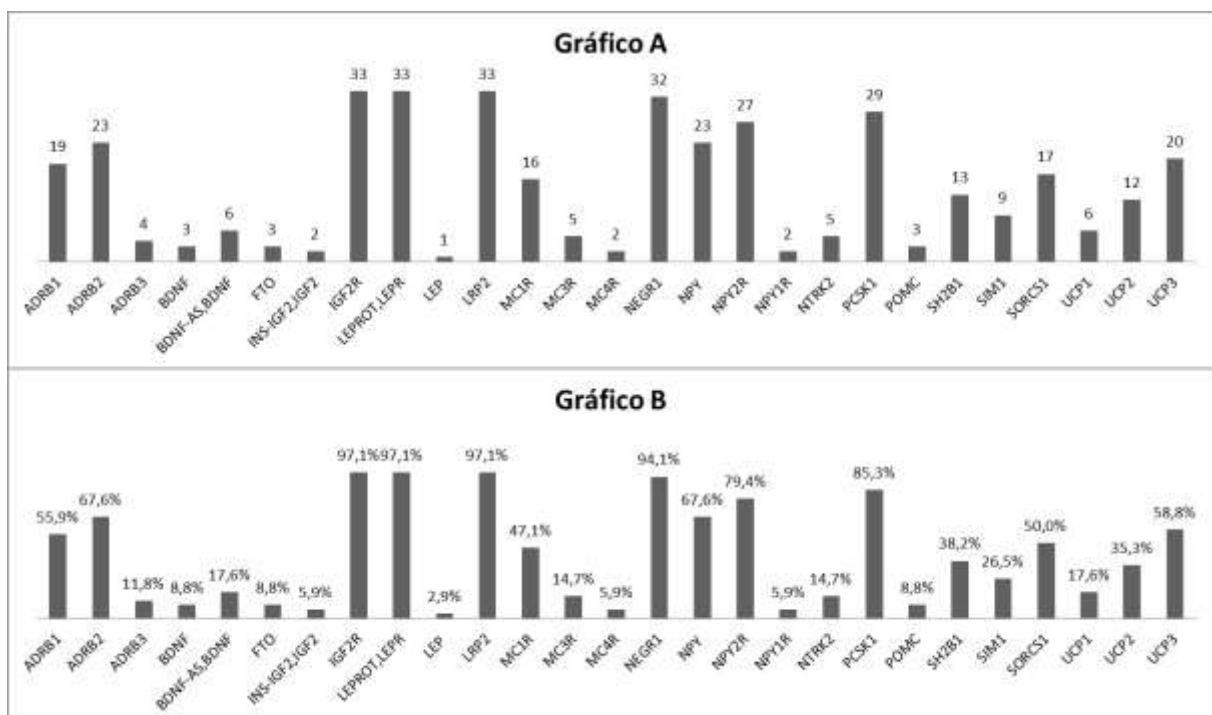 Gráfico A
19 23 4 3 6 3 2 33 33 1 33 16 5 2 32 23 27 2 5 29 3 13 9 17 6 12 20
ADRB1 ADRB2 ADRB3 BDNF BDNF-AS,BDNF FTO INS-IGF2,IGF2 IGF2R LEPROT,LEPR LEP LRP2 MC1R MC3R MC4R NEGR1 NPY NPY2R NPY1R NTRK2 PCSK1 POMC SH2B1 SIM1 SORCS1 UCP1 UCP2 UCP3
Gráfico B
55,9% 67,6% 11,8% 8,8% 17,6% 8,8% 5,9% 97,1% 97,1% 2,9% 97,1% 47,1% 14,7% 5,9% 94,1% 67,6% 79,4% 5,9% 14,7% 85,3% 8,8% 38,2% 26,5% 50,0% 17,6% 35,3% 58,8%
ADRB1 ADRB2 ADRB3 BDNF BDNF-AS,BDNF FTO INS-IGF2,IGF2 IGF2R LEPROT,LEPR LEP LRP2 MC1R MC3R MC4R NEGR1 NPY NPY2R NPY1R NTRK2 PCSK1 POMC SH2B1 SIM1 SORCS1 UCP1 UCP2 UCP3